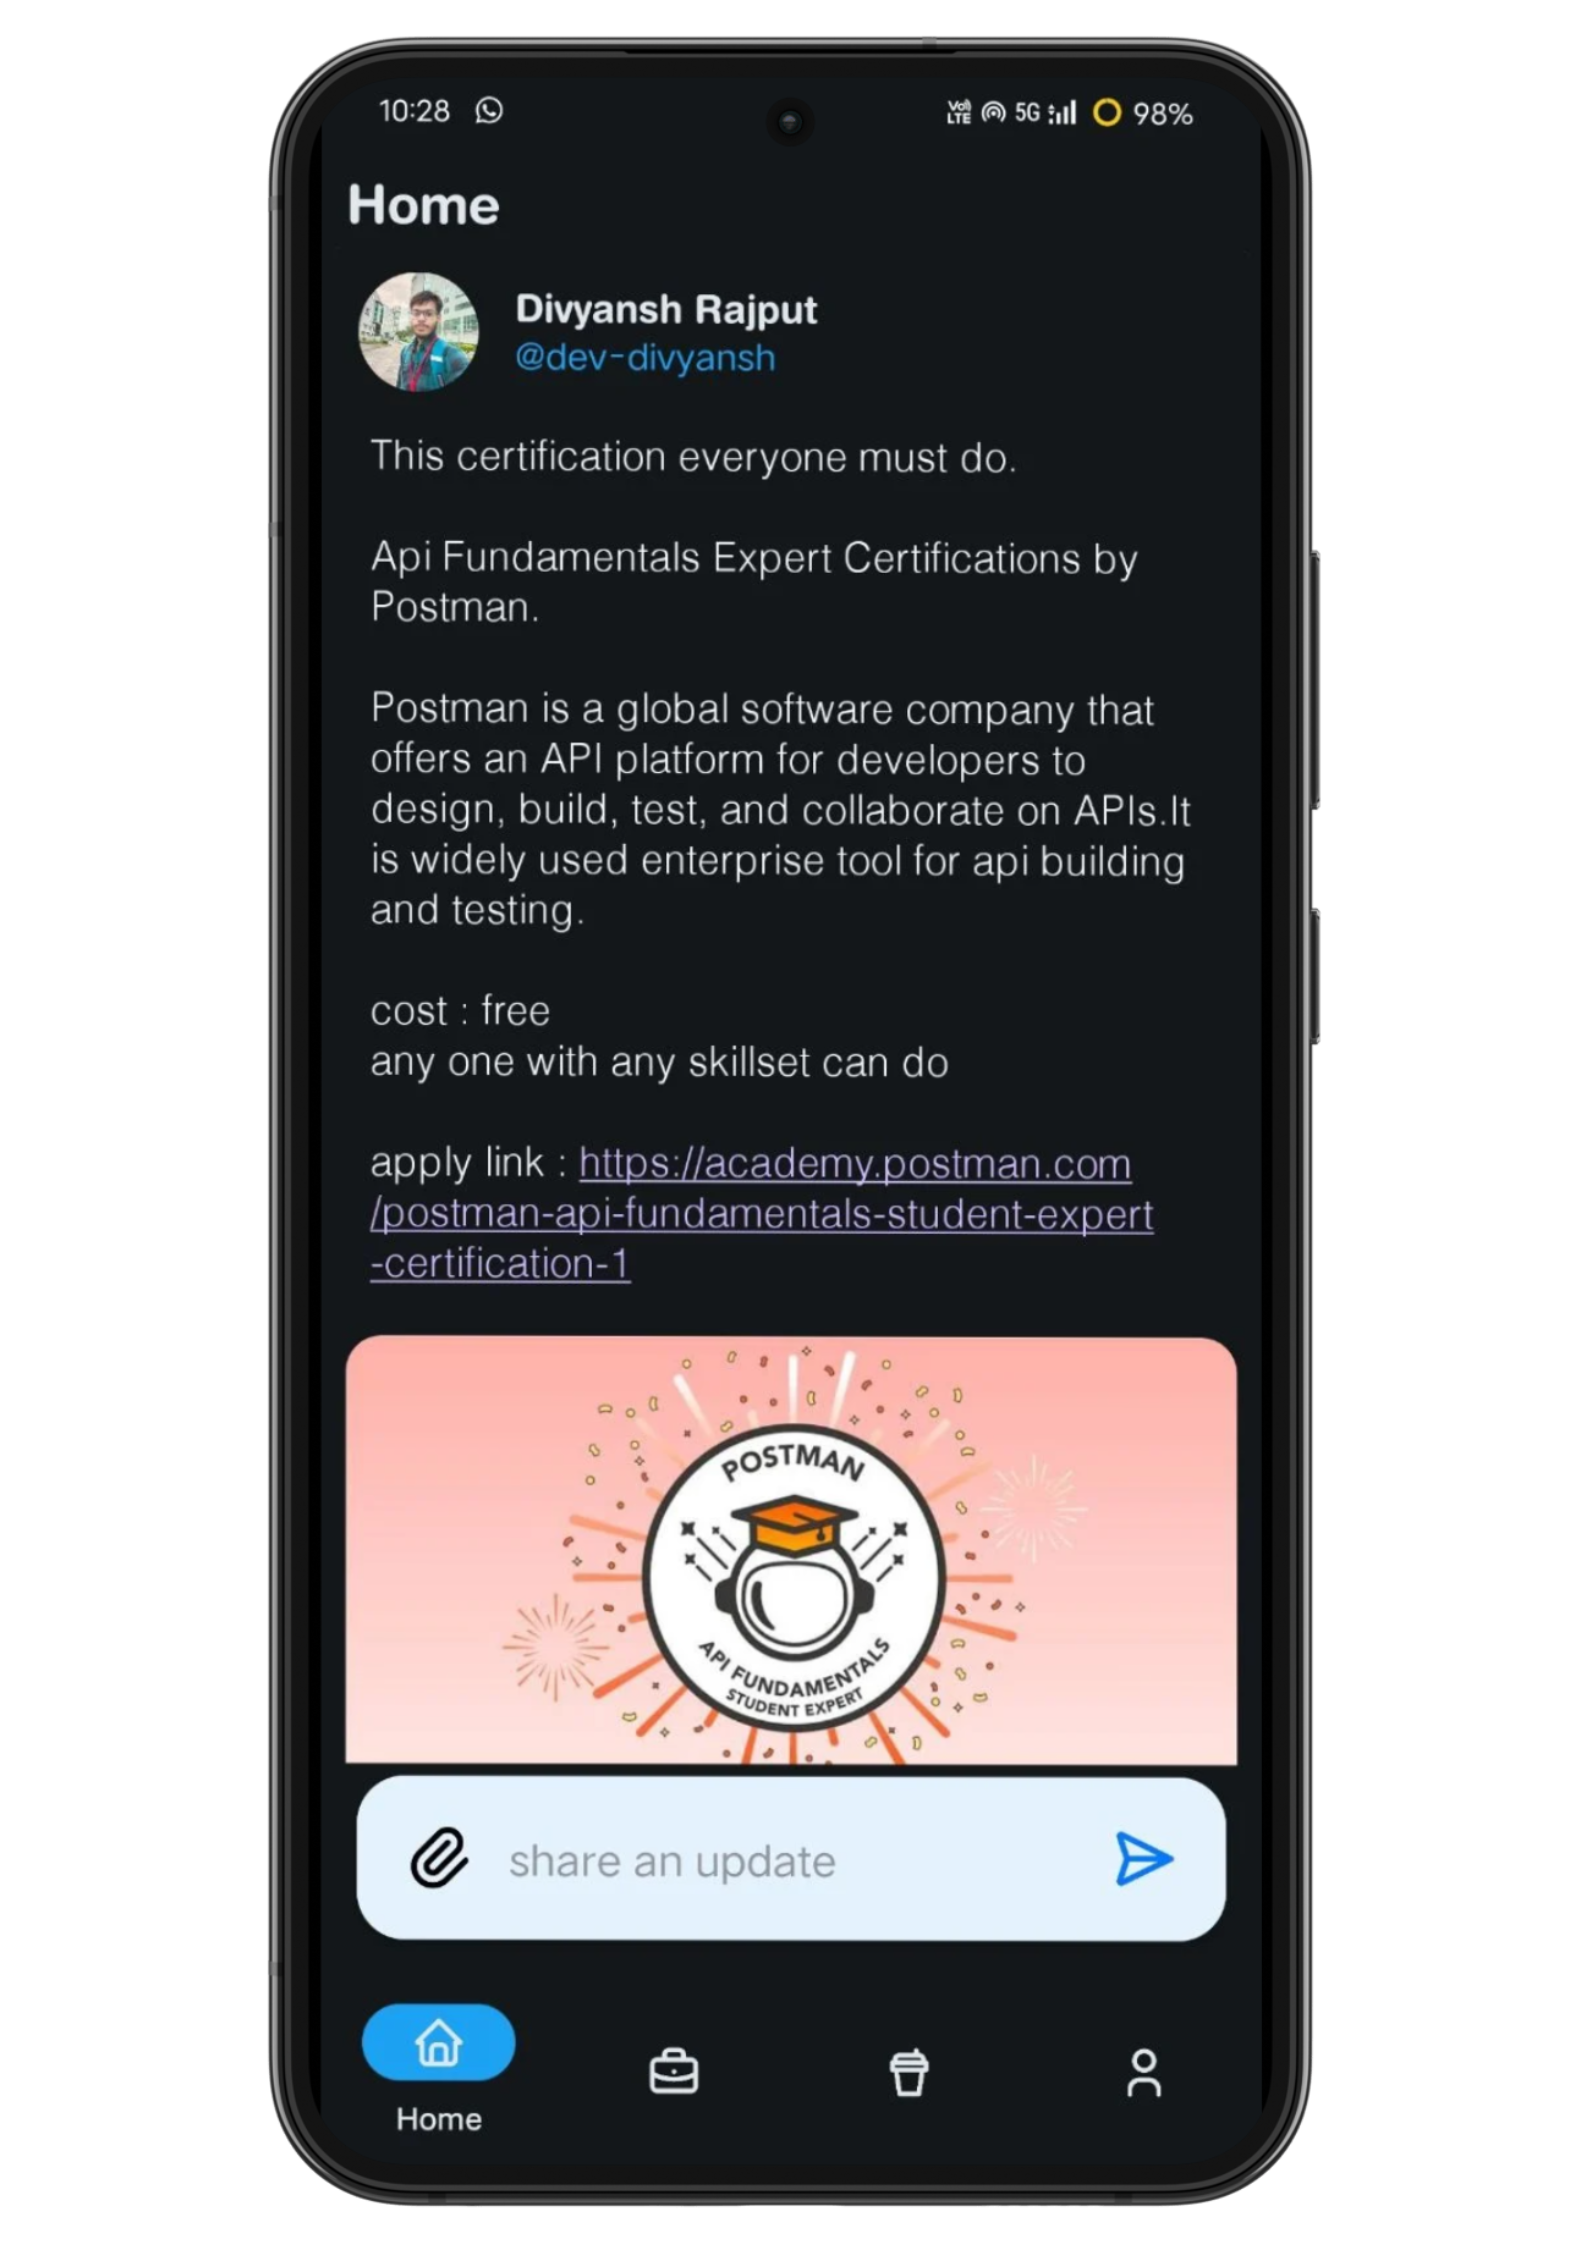 10:28
Vo) LTE 5G 98%
Home
Divyansh Rajput
@dev-divyansh
This certification everyone must do.
Api Fundamentals Expert Certifications by
Postman.
Postman is a global software company that
offers an API platform for developers to
design, build, test, and collaborate on APIs.It
is widely used enterprise tool for api building
and testing.
cost : free
any one with any skillset can do
apply link : https://academy.postman.com
/postman-api-fundamentals-student-expert
-certification-1
POSTMAN
API FUNDAMENTALS
STUDENT EXPERT
share an update
Home